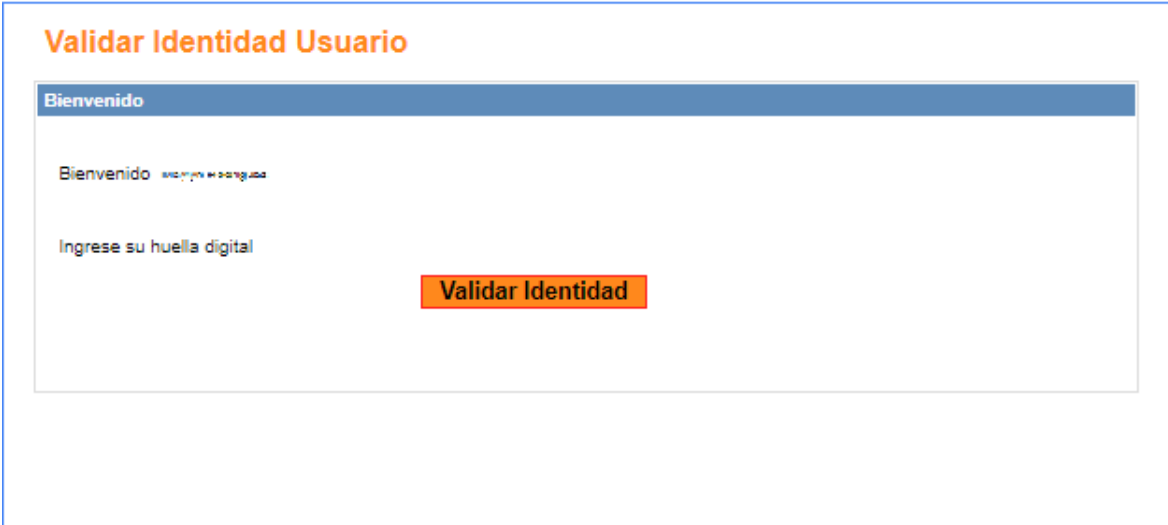 Validar Identidad Usuario
Bienvenido
Bienvenido
Ingrese su huella digital
Validar Identidad